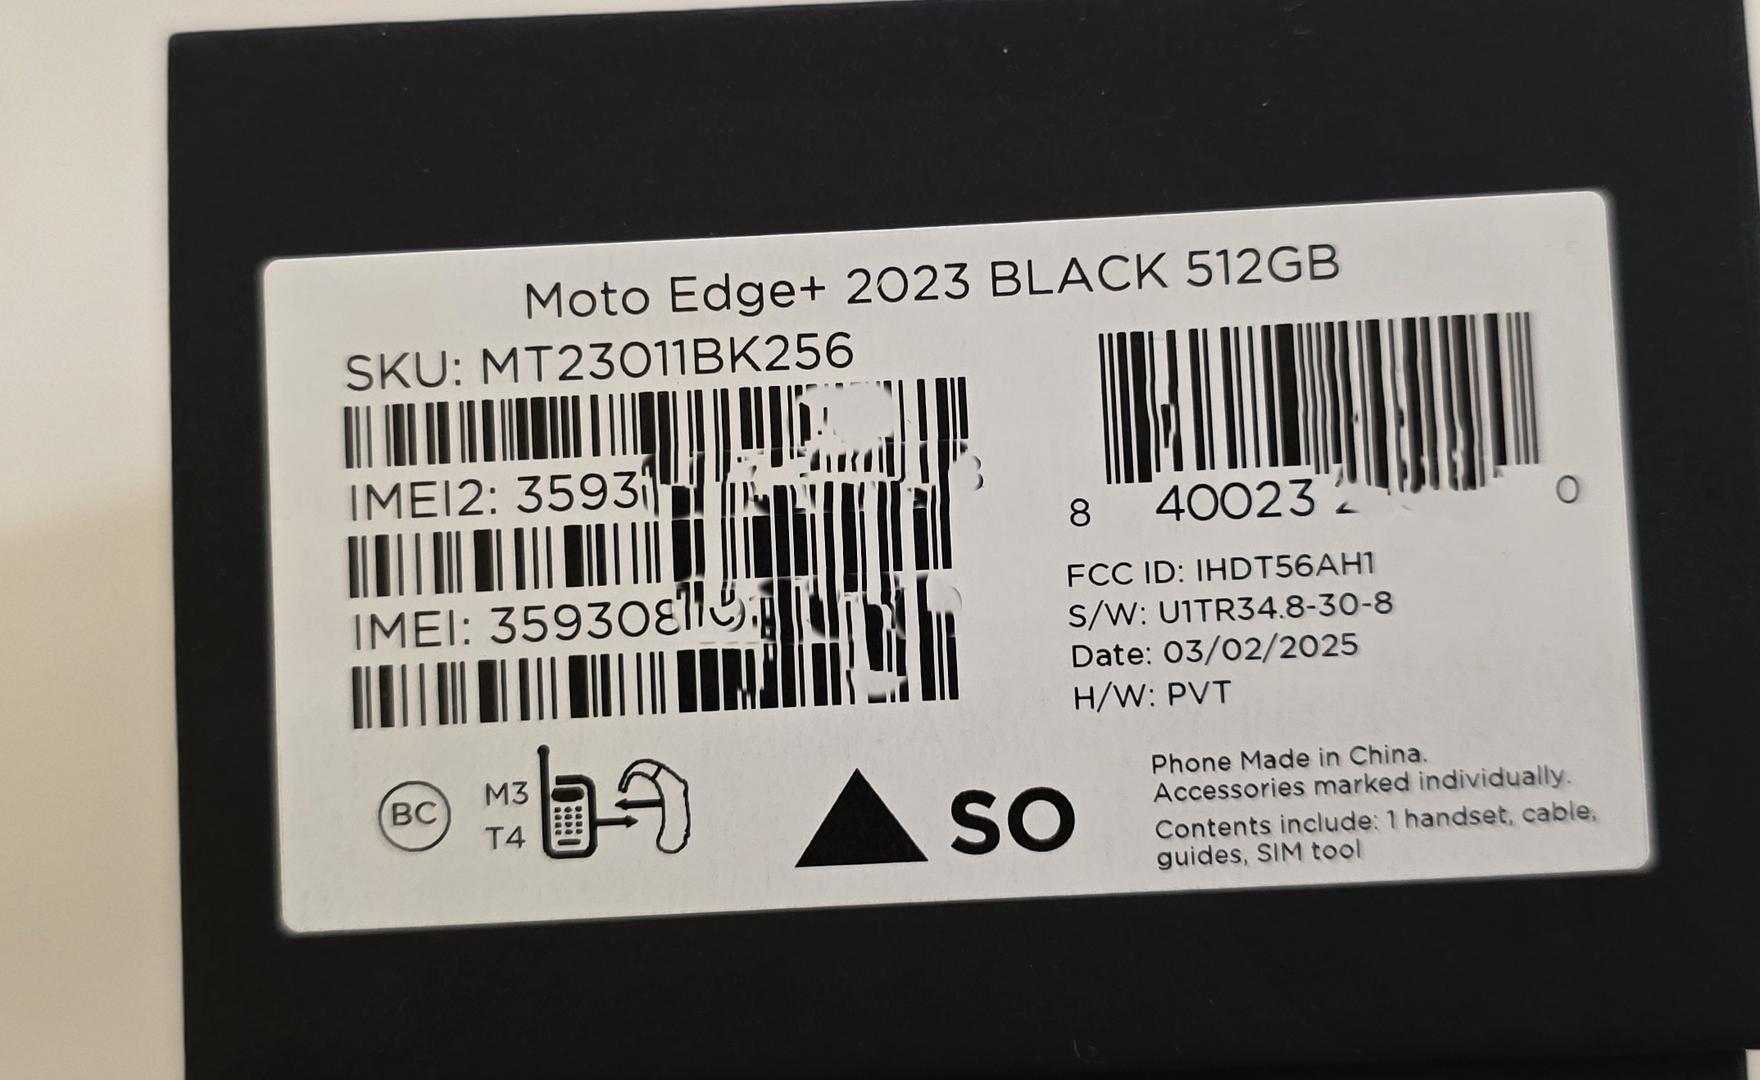 Moto Edge+ 2023 BLACK 512GB
SKU: MT23011BK256
IMEI2:
IMEI:
8 40023 0
FCC ID: IHDT56AH1
S/W: U1TR34.8-30-8
Date: 03/02/2025
H/W: PVT
BC
M3
T4
SO
Phone Made in China.
Accessories marked individually.
Contents include: 1 handset, cable,
guides, SIM tool